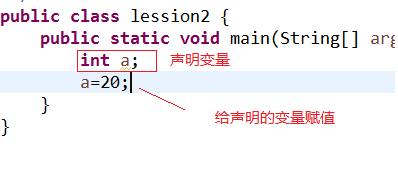 public class lession2 {
public static void main(String[] arg
int a; 声明变量
a=20;
}
给声明的变量赋值
}